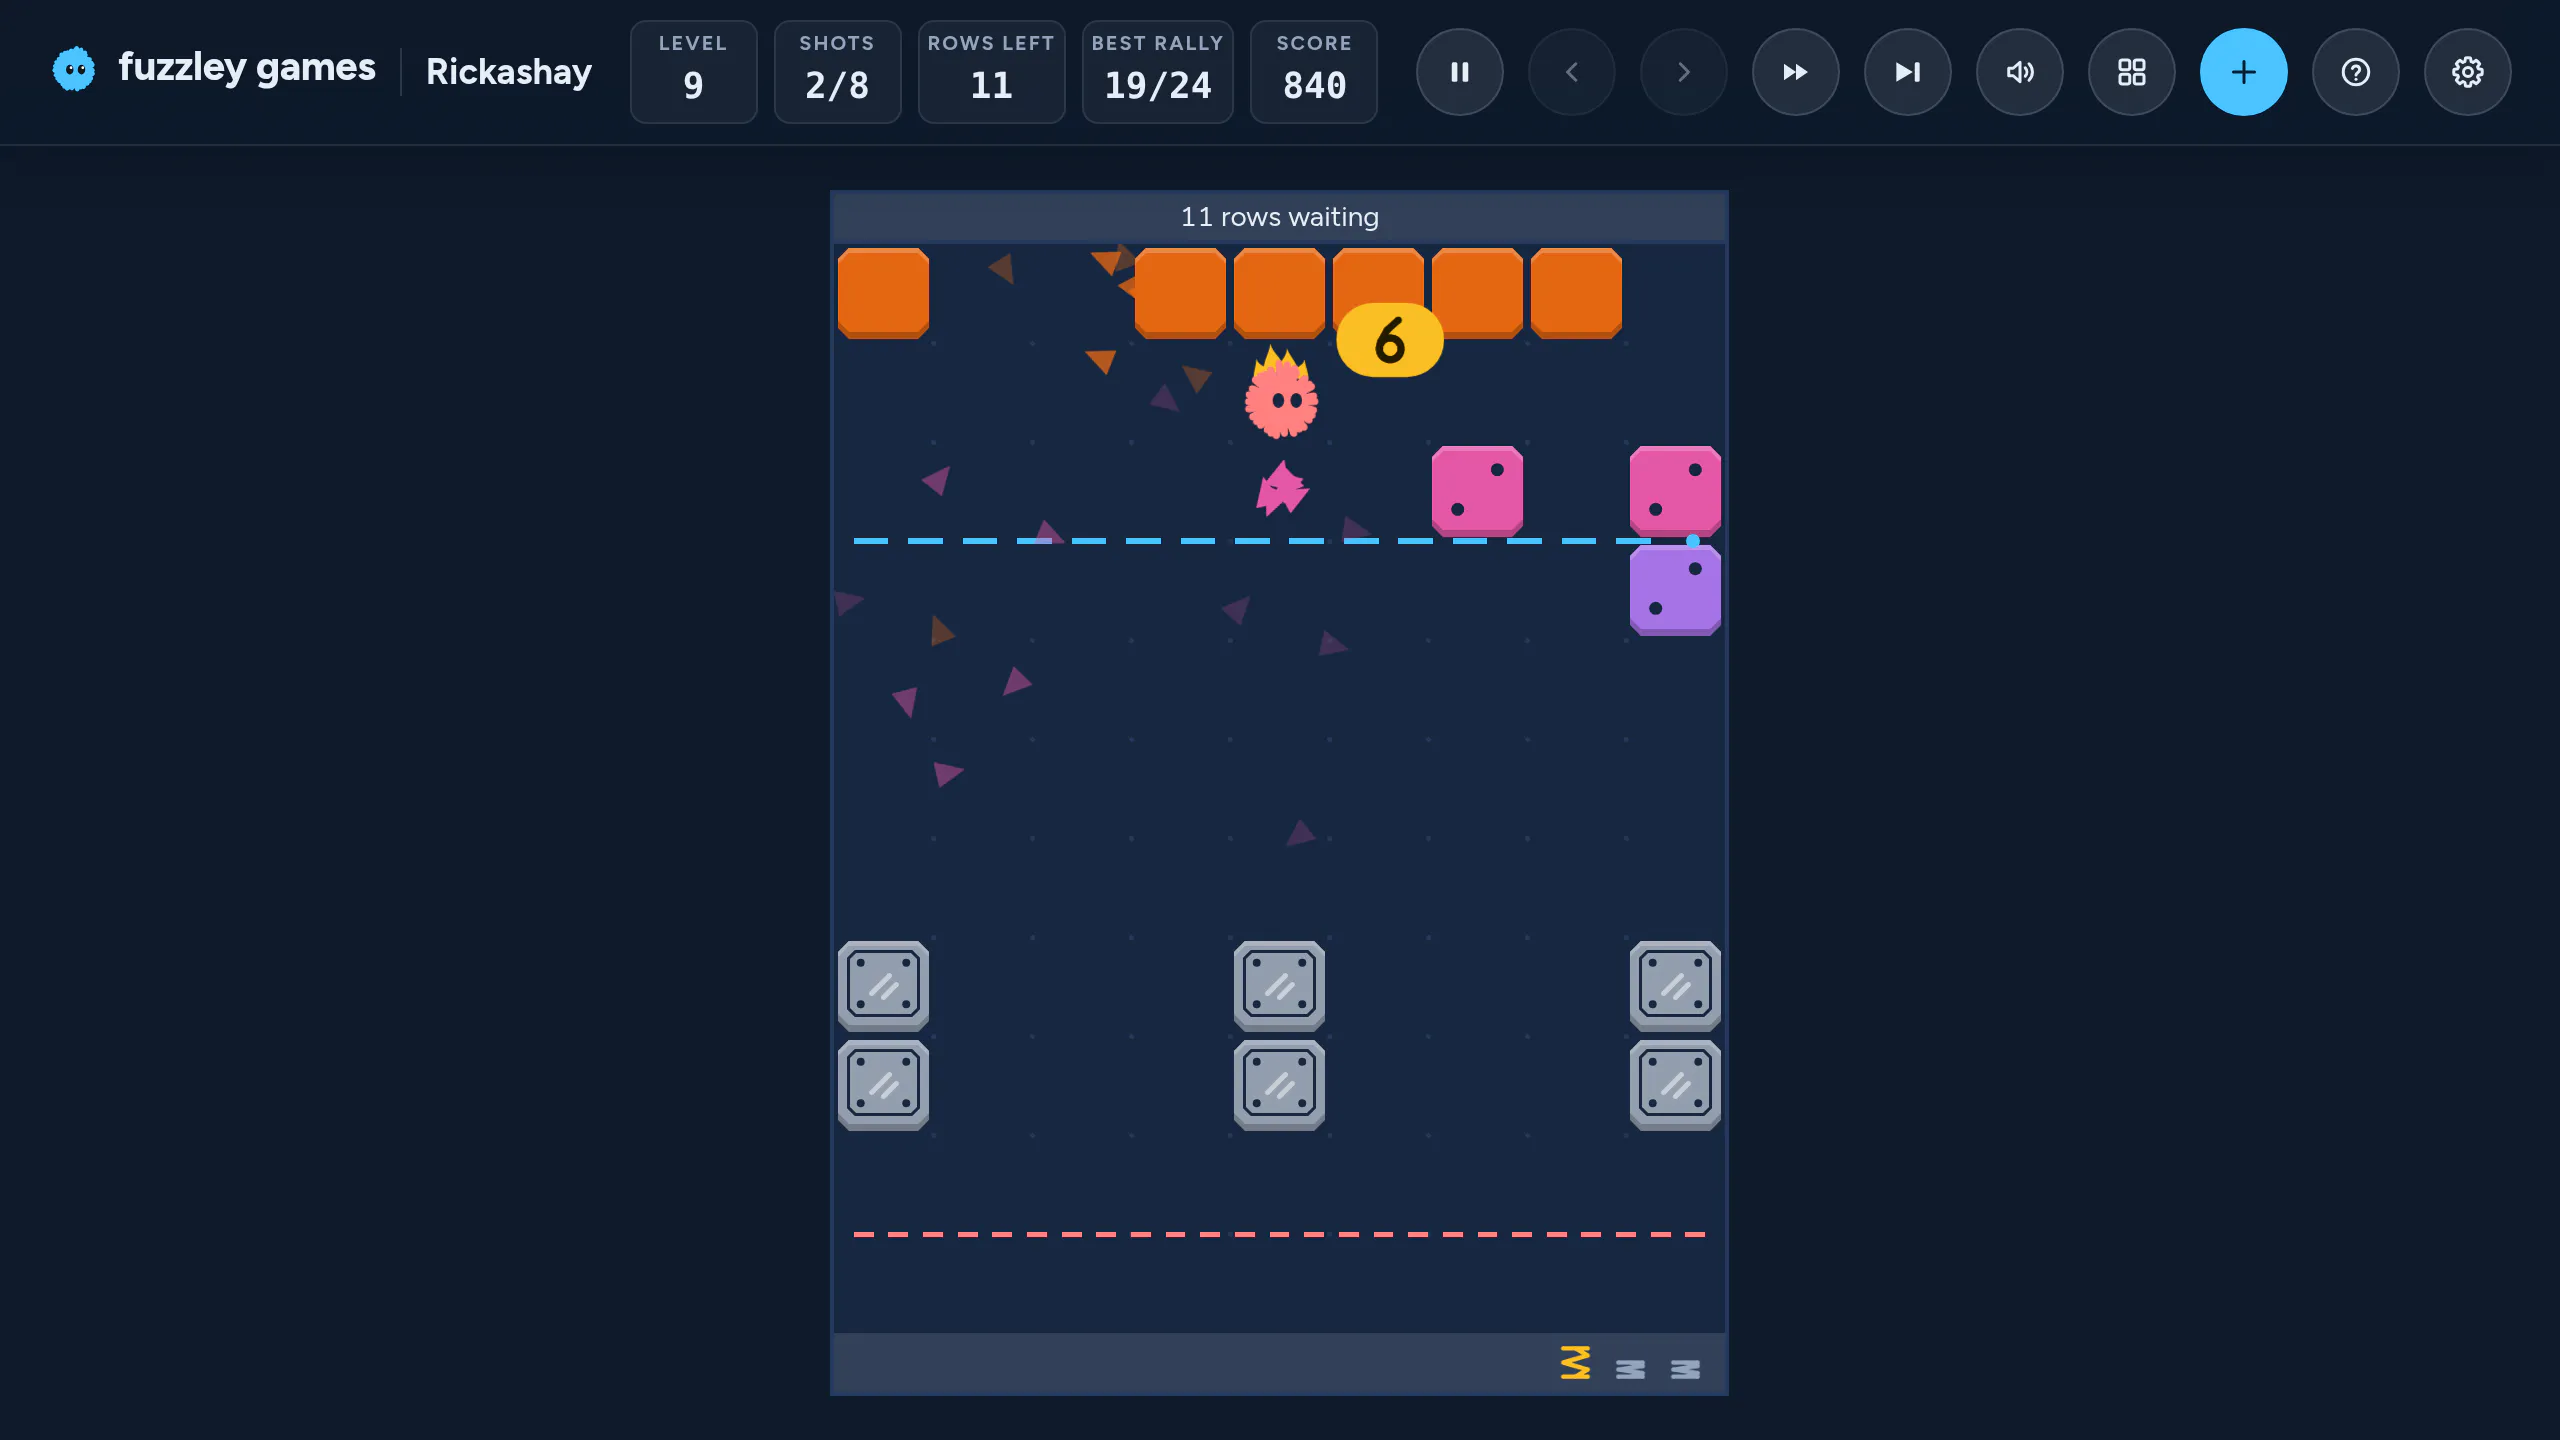 fuzzley games
Rickashay
LEVEL
9
SHOTS
2/8
ROWS LEFT
11
BEST RALLY
19/24
SCORE
840
11 rows waiting
6